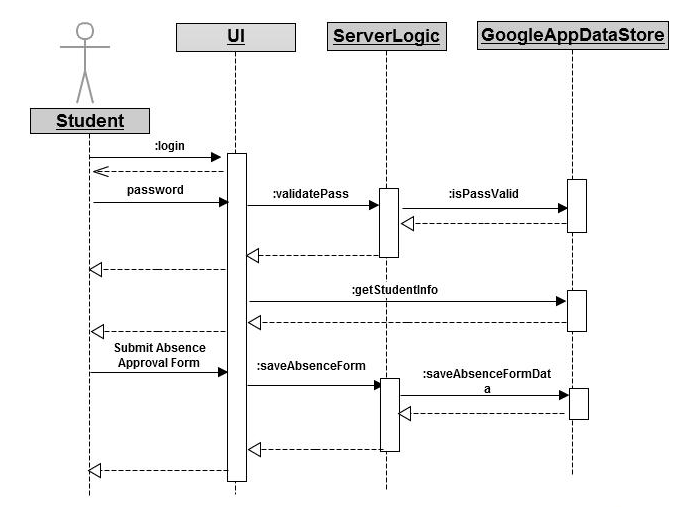 UI
ServerLogic
GoogleAppDataStore
Student
:login
password
:validatePass
:isPassValid
:getStudentInfo
Submit Absence
Approval Form
:saveAbsenceForm
:saveAbsenceFormDat
a